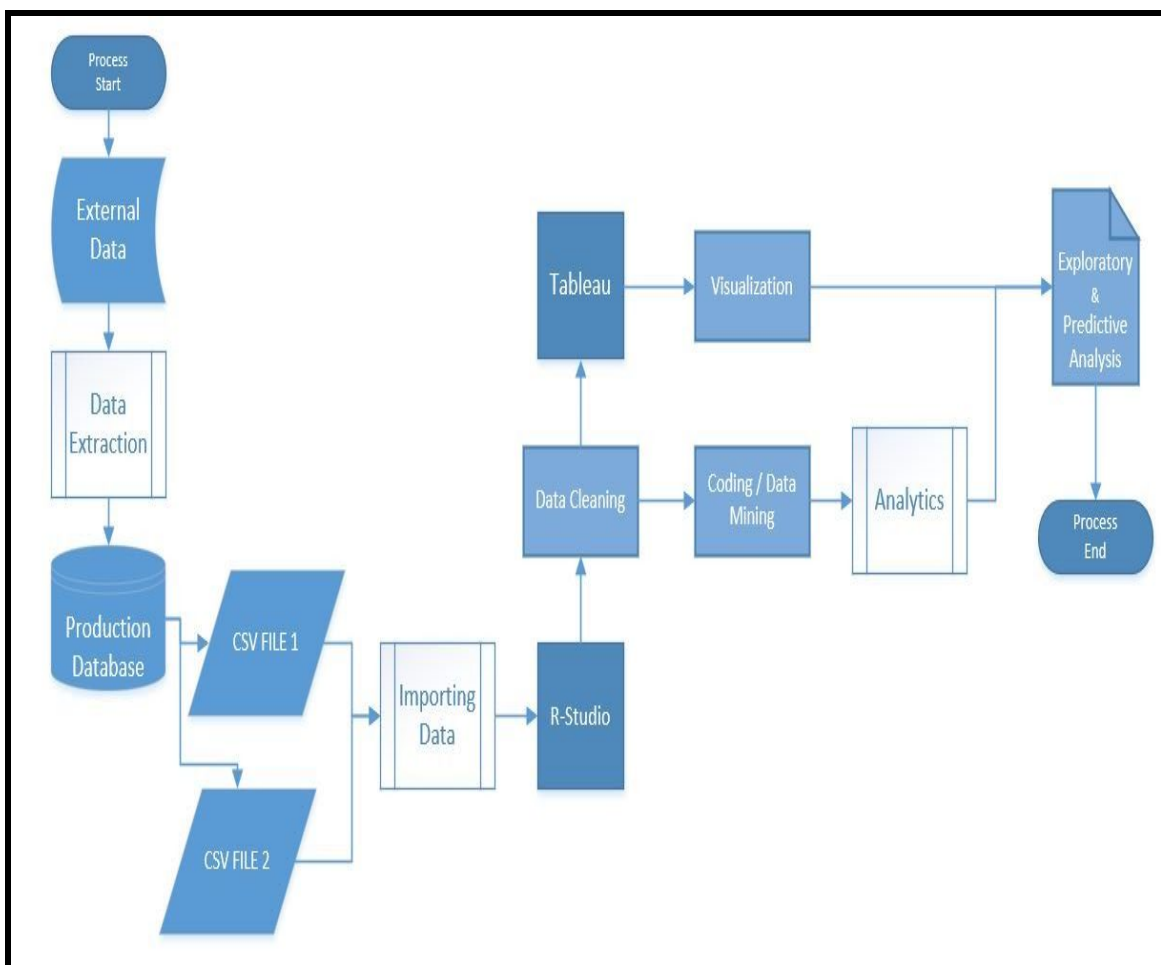 Process
Start
External
Data
Data
Extraction
Production
Database
CSV FILE 1
CSV FILE 2
Importing
Data
R-Studio
Data Cleaning
Tableau
Visualization
Coding / Data
Mining
Analytics
Exploratory
&
Predictive
Analysis
Process
End